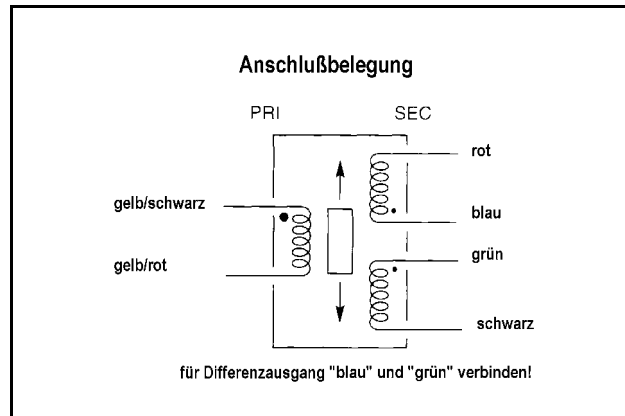 Anschlußbelegung
PRI SEC
rot
gelb/schwarz
blau
grün
gelb/rot
schwarz
für Differenzausgang "blau" und "grün" verbinden!